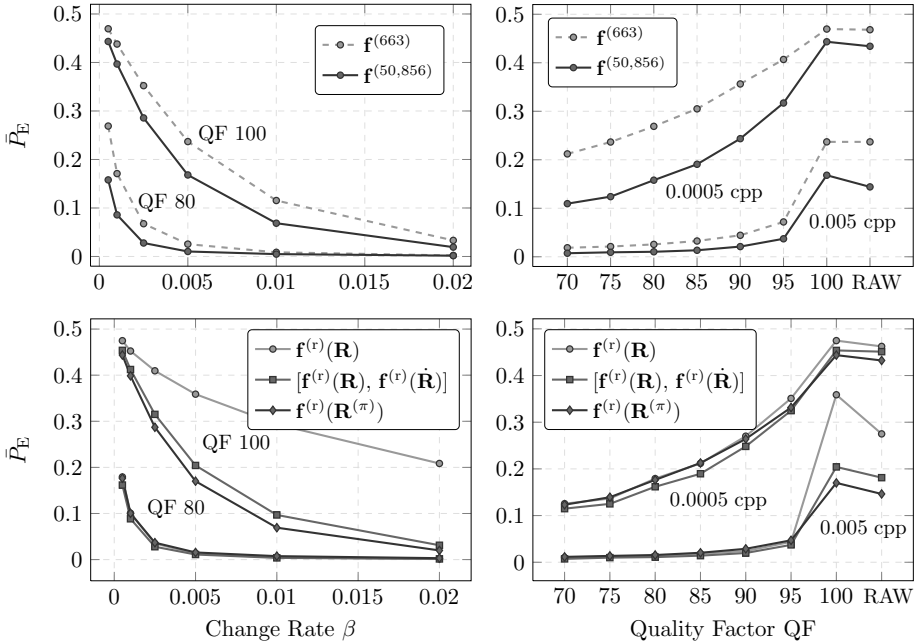 0.5
0.4
0.3
0.2
0.1
0
P̄_E
f^(663)
f^(50,856)
QF 100
QF 80
0 0.005 0.01 0.015 0.02
0.5
0.4
0.3
0.2
0.1
0
f^(663)
f^(50,856)
0.0005 cpp
0.005 cpp
70 75 80 85 90 95 100 RAW
0.5
0.4
0.3
0.2
0.1
0
P̄_E
f^(r)(R)
[f^(r)(R), f^(r)(Ṙ)]
f^(r)(R^(π))
QF 100
QF 80
0 0.005 0.01 0.015 0.02
Change Rate β
0.5
0.4
0.3
0.2
0.1
0
f^(r)(R)
[f^(r)(R), f^(r)(Ṙ)]
f^(r)(R^(π))
0.0005 cpp
0.005 cpp
70 75 80 85 90 95 100 RAW
Quality Factor QF